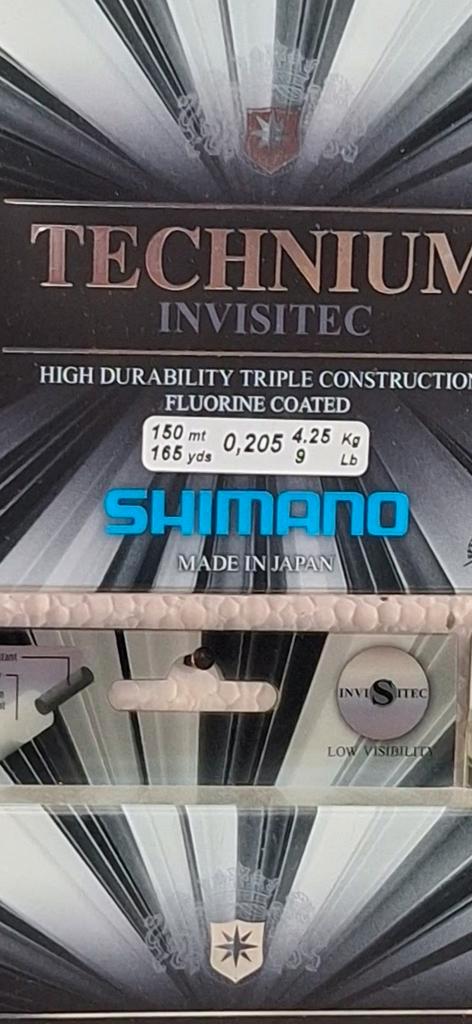 TECHNIUM
INVISITEC
HIGH DURABILITY TRIPLE CONSTRUCTION
FLUORINE COATED
150 mt 0,205 4.25 Kg
165 yds 9 Lb
SHIMANO
MADE IN JAPAN
INVISITEC
LOW VISIBILITY